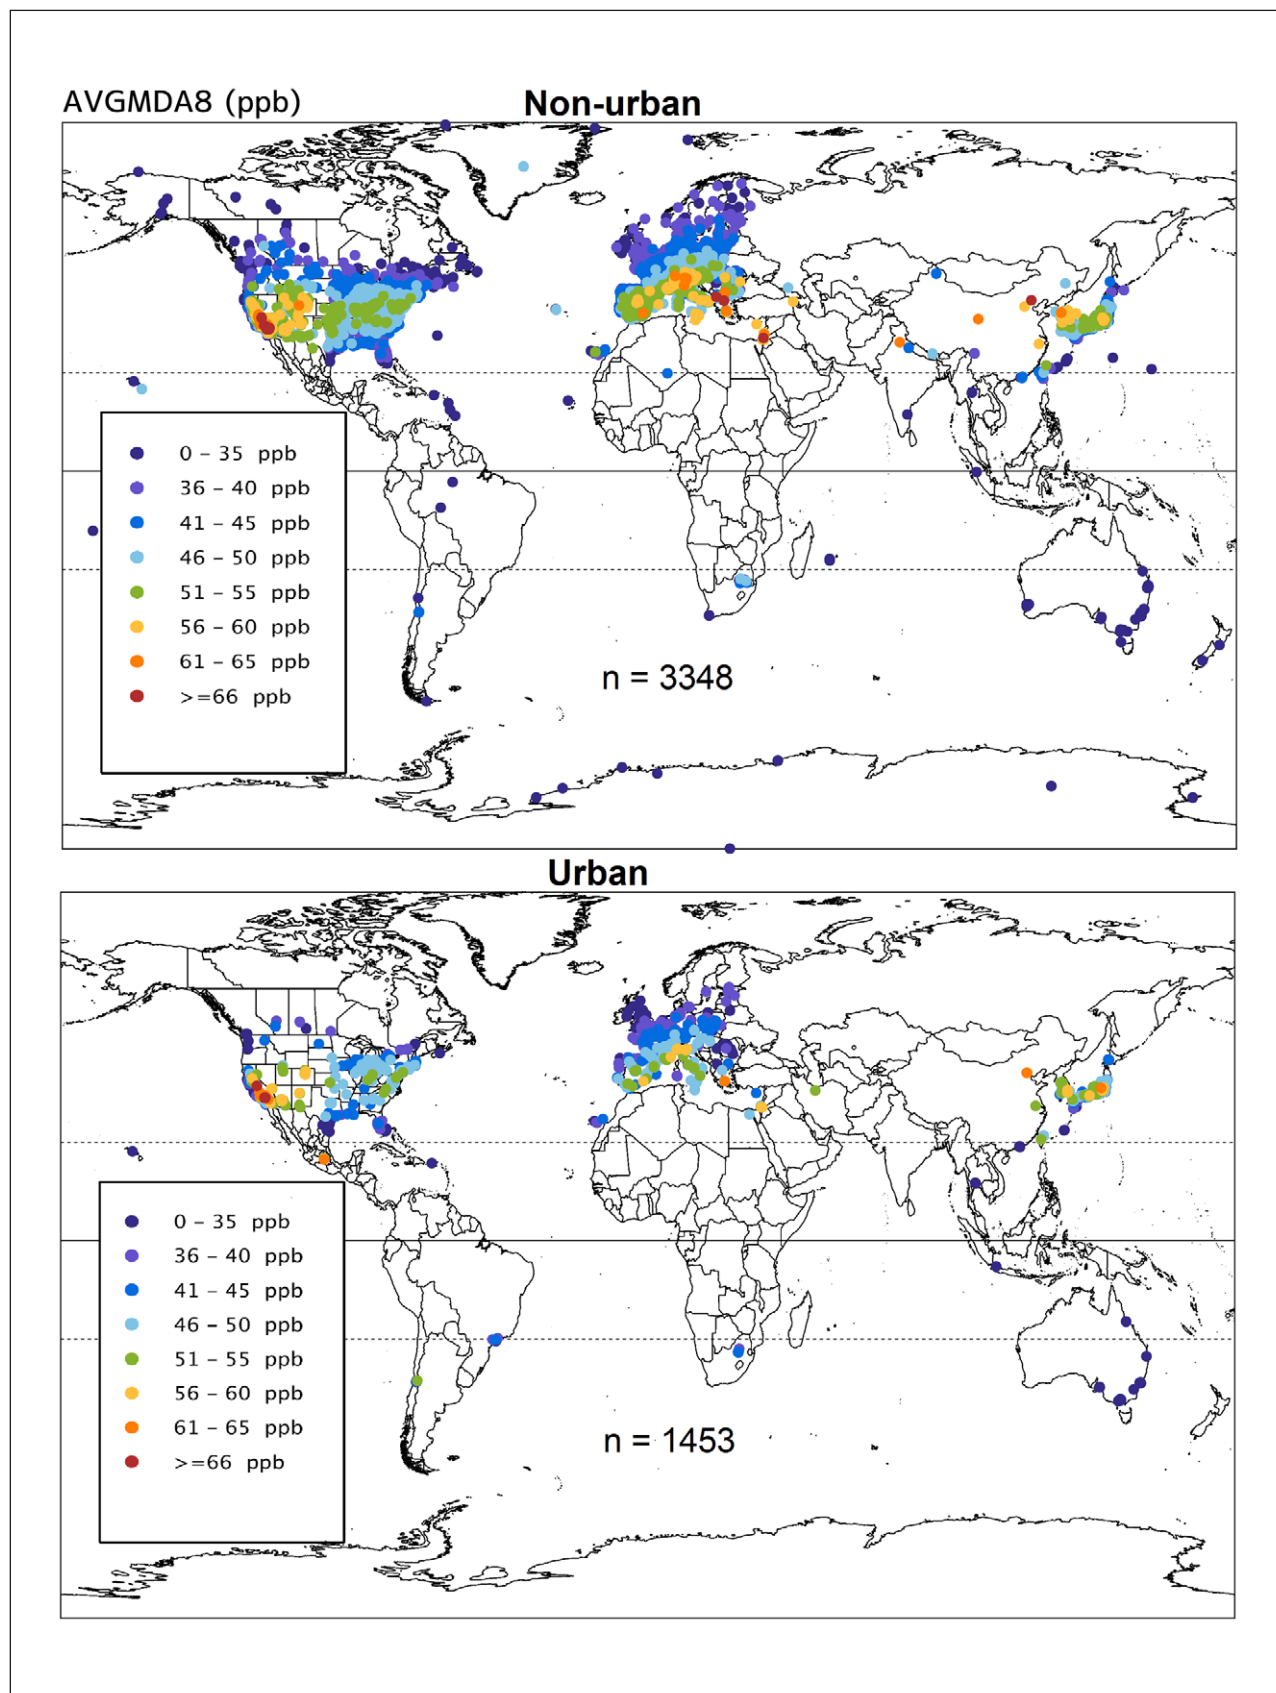 AVGMDA8 (ppb)
Non-urban
0 – 35 ppb
36 – 40 ppb
41 – 45 ppb
46 – 50 ppb
51 – 55 ppb
56 – 60 ppb
61 – 65 ppb
>=66 ppb
n = 3348
Urban
0 – 35 ppb
36 – 40 ppb
41 – 45 ppb
46 – 50 ppb
51 – 55 ppb
56 – 60 ppb
61 – 65 ppb
>=66 ppb
n = 1453